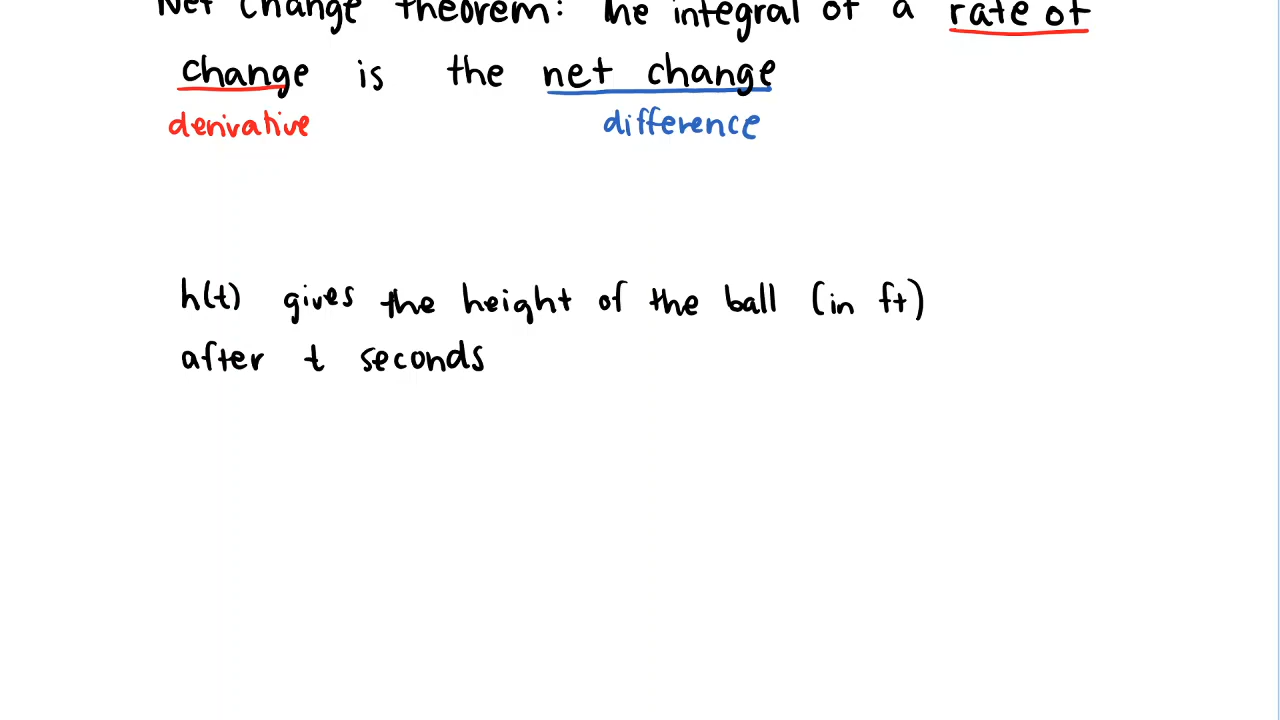 Net Change theorem: The integral of a rate of
change is the net change
derivative difference
h(t) gives the height of the ball (in ft)
after t seconds